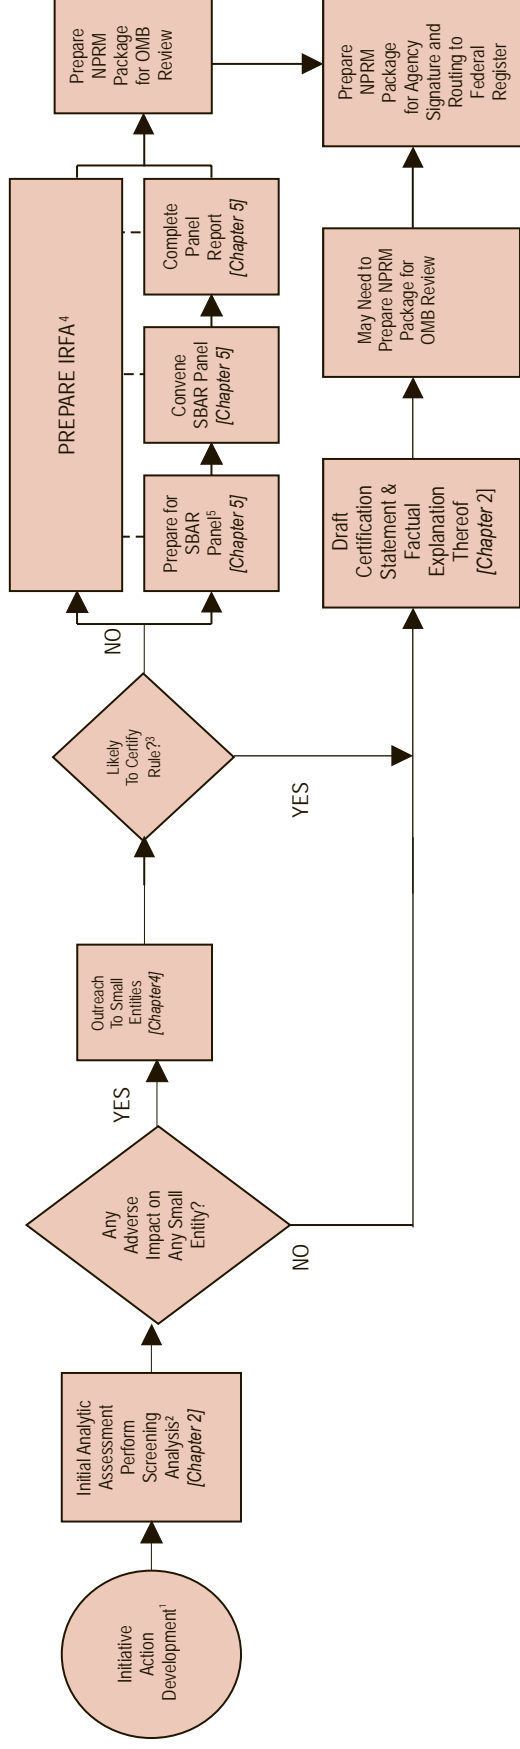 Initiative
Action
Development¹
Initial Analytic
Assessment
Perform
Screening
Analysis²
[Chapter 2]
Any
Adverse
Impact on
Any Small
Entity?
YES
NO
Outreach
To Small
Entities
[Chapter4]
Likely
To Certify
Rule?³
NO
YES
PREPARE IRFA⁴
Prepare for
SBAR
Panel⁵
[Chapter 5]
Convene
SBAR Panel
[Chapter 5]
Complete
Panel
Report
[Chapter 5]
Prepare
NPRM
Package
for OMB
Review
Draft
Certification
Statement &
Factual
Explanation
Thereof
[Chapter 2]
May Need to
Prepare NPRM
Package for
OMB Review
Prepare
NPRM
Package
for Agency
Signature and
Routing to
Federal
Register